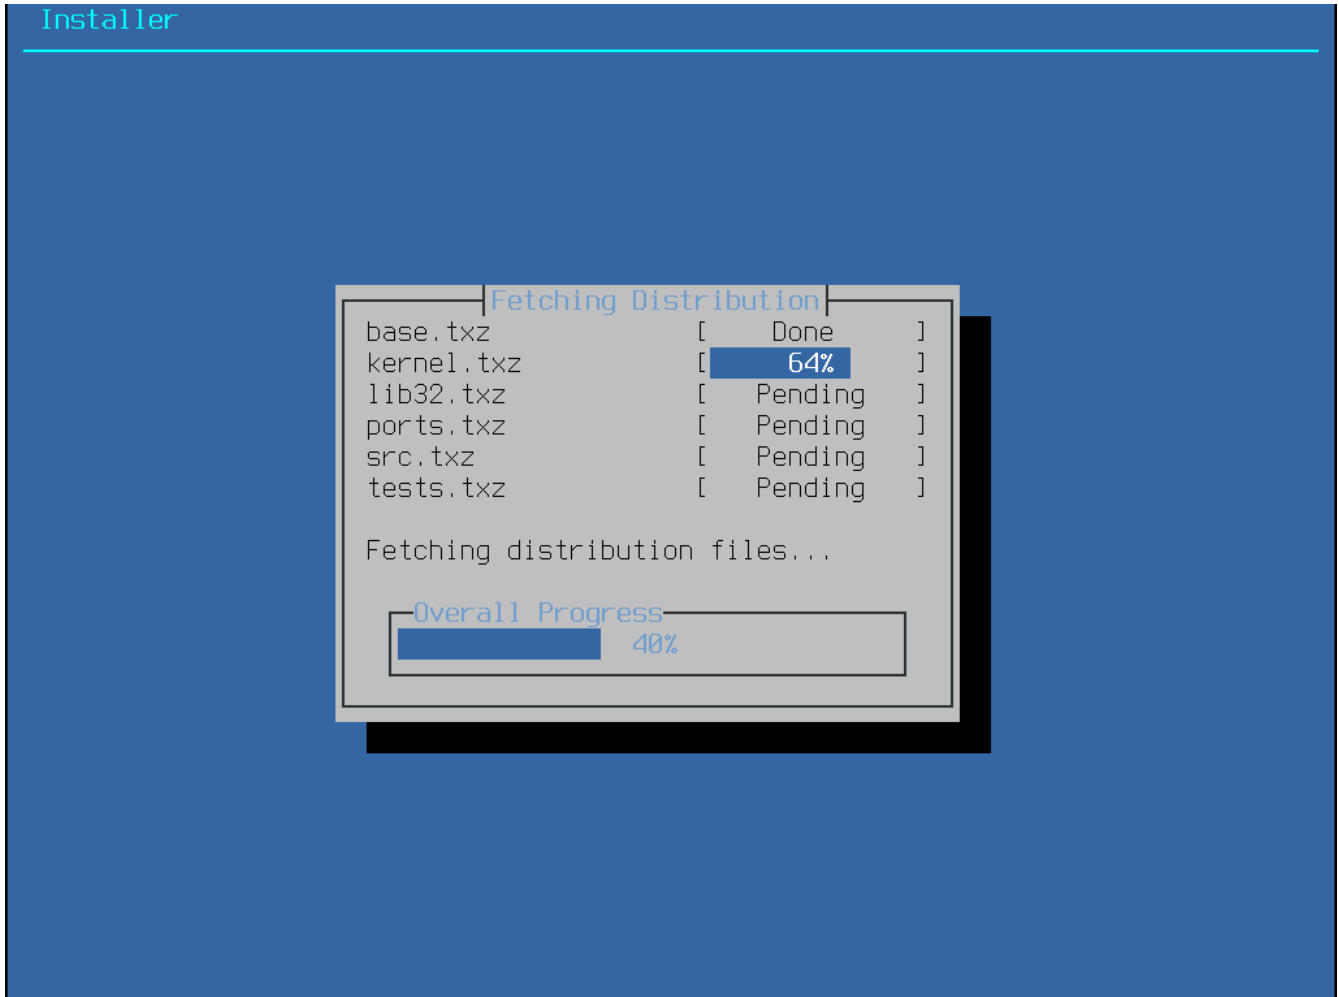 Installer
Fetching Distribution
base.txz [ Done ]
kernel.txz [ 64% ]
lib32.txz [ Pending ]
ports.txz [ Pending ]
src.txz [ Pending ]
tests.txz [ Pending ]
Fetching distribution files...
Overall Progress
40%